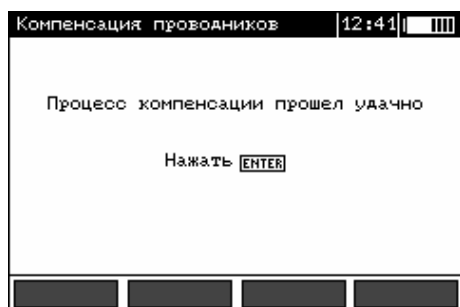 Компенсация проводников 12:41
Процесс компенсации прошел удачно
Нажать ENTER